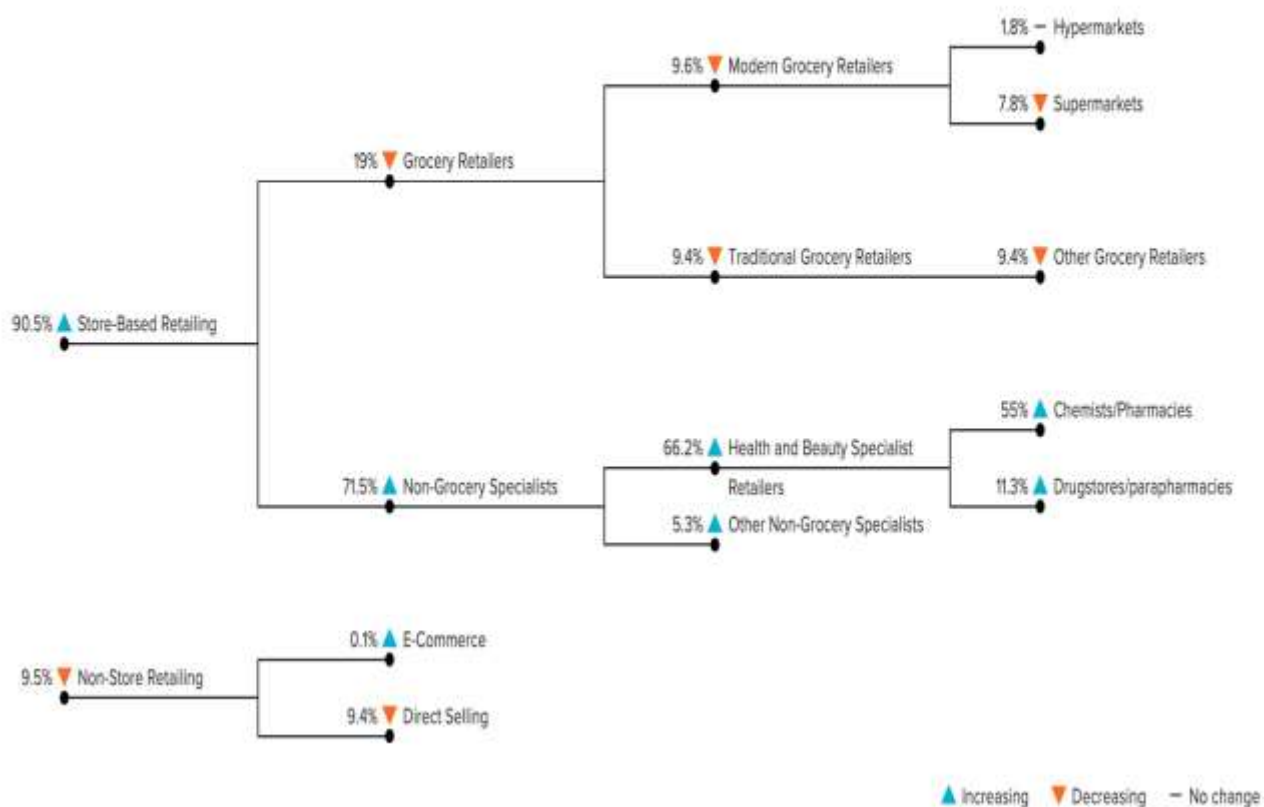 1.8% – Hypermarkets
9.6% ▼ Modern Grocery Retailers
7.8% ▼ Supermarkets
19% ▼ Grocery Retailers
9.4% ▼ Traditional Grocery Retailers
9.4% ▼ Other Grocery Retailers
90.5% ▲ Store-Based Retailing
55% ▲ Chemists/Pharmacies
66.2% ▲ Health and Beauty Specialist
Retailers
71.5% ▲ Non-Grocery Specialists
11.3% ▲ Drugstores/parapharmacies
5.3% ▲ Other Non-Grocery Specialists
0.1% ▲ E-Commerce
9.5% ▼ Non-Store Retailing
9.4% ▼ Direct Selling
▲ Increasing ▼ Decreasing – No change